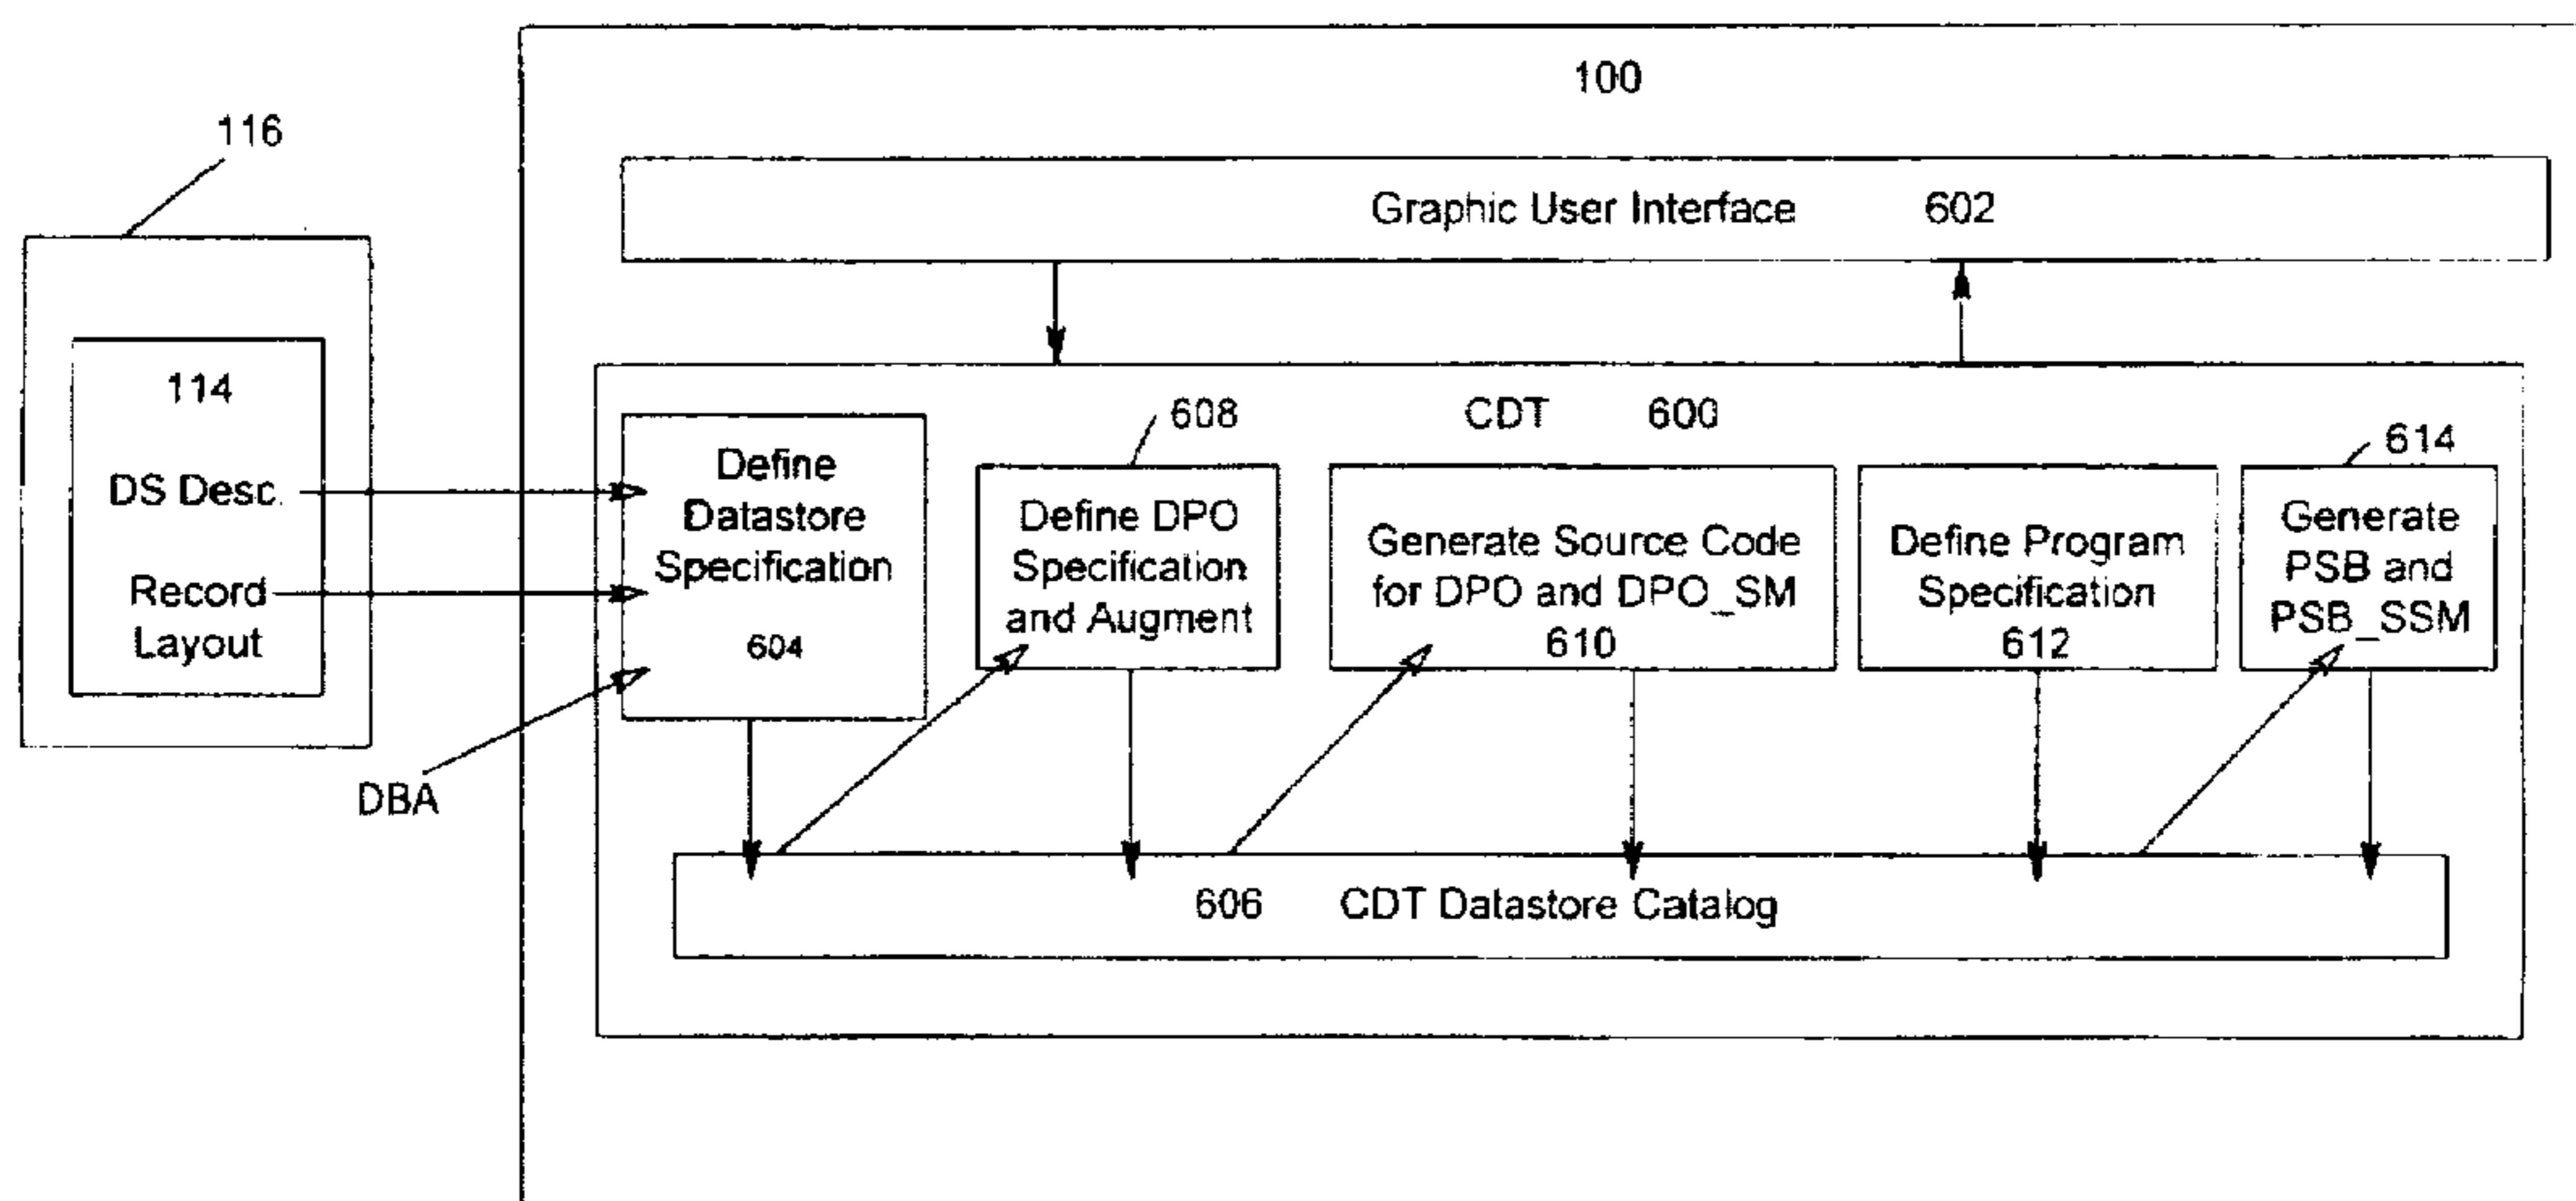 100
116
Graphic User Interface 602
114
DS Desc.
Record
Layout
DBA
CDT 600
Define
Datastore
Specification
604
608
Define DPO
Specification
and Augment
Generate Source Code
for DPO and DPO_SM
610
Define Program
Specification
612
614
Generate
PSB and
PSB_SSM
606 CDT Datastore Catalog